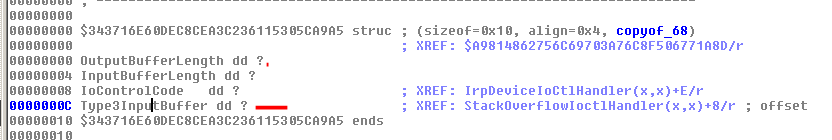 00000000 ; ---------------------------------------------------------------------------
00000000
00000000 $343716E60DEC8CEA3C236115305CA9A5 struc ; (sizeof=0x10, align=0x4, copyof_68)
00000000 ; XREF: $A9814862756C69703A76C8F506771A8D/r
00000000 OutputBufferLength dd ?
00000004 InputBufferLength dd ?
00000008 IoControlCode dd ? ; XREF: IrpDeviceIoCtlHandler(x,x)+E/r
0000000C Type3InputBuffer dd ? ; XREF: StackOverflowIoctlHandler(x,x)+8/r ; offset
00000010 $343716E60DEC8CEA3C236115305CA9A5 ends
00000010